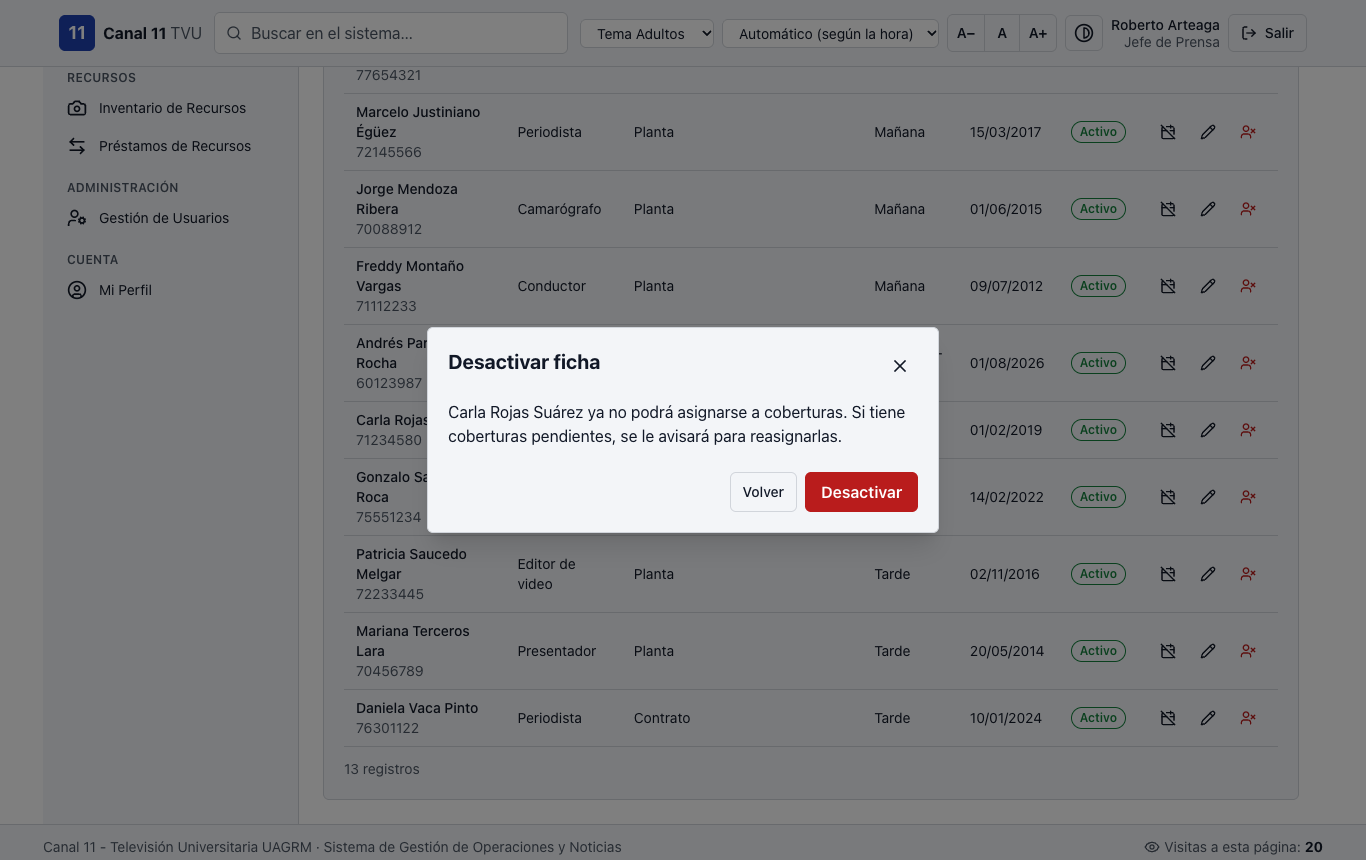 11 Canal 11 TVU
Buscar en el sistema...
Tema Adultos
Automático (según la hora)
A−
A
A+
Roberto Arteaga
Jefe de Prensa
Salir
RECURSOS
Inventario de Recursos
Préstamos de Recursos
ADMINISTRACIÓN
Gestión de Usuarios
CUENTA
Mi Perfil
77654321
Marcelo Justiniano
Égüez
72145566
Periodista
Planta
Mañana
15/03/2017
Activo
Jorge Mendoza
Ribera
70088912
Camarógrafo
Planta
Mañana
01/06/2015
Activo
Freddy Montaño
Vargas
71112233
Conductor
Planta
Mañana
09/07/2012
Activo
Andrés Par
Rocha
60123987
01/08/2026
Activo
Carla Rojas
71234580
01/02/2019
Activo
Gonzalo Sa
Roca
75551234
14/02/2022
Activo
Desactivar ficha
Carla Rojas Suárez ya no podrá asignarse a coberturas. Si tiene
coberturas pendientes, se le avisará para reasignarlas.
Volver
Desactivar
Patricia Saucedo
Melgar
72233445
Editor de
video
Planta
Tarde
02/11/2016
Activo
Mariana Terceros
Lara
70456789
Presentador
Planta
Tarde
20/05/2014
Activo
Daniela Vaca Pinto
76301122
Periodista
Contrato
Tarde
10/01/2024
Activo
13 registros
Canal 11 - Televisión Universitaria UAGRM · Sistema de Gestión de Operaciones y Noticias
Visitas a esta página: 20